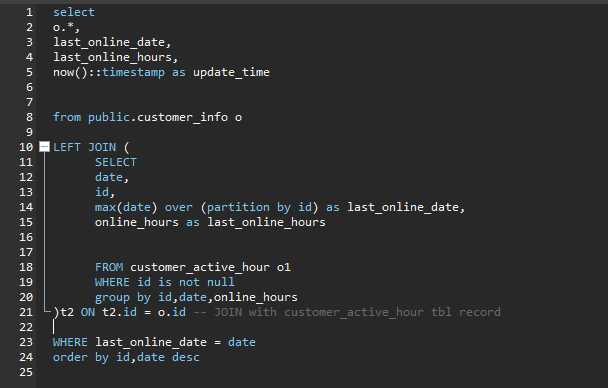 1 select
2 o.*,
3 last_online_date,
4 last_online_hours,
5 now()::timestamp as update_time
6
7
8 from public.customer_info o
9
10 LEFT JOIN (
11 SELECT
12 date,
13 id,
14 max(date) over (partition by id) as last_online_date,
15 online_hours as last_online_hours
16
17
18 FROM customer_active_hour o1
19 WHERE id is not null
20 group by id,date,online_hours
21 )t2 ON t2.id = o.id -- JOIN with customer_active_hour tbl record
22
23 WHERE last_online_date = date
24 order by id,date desc
25